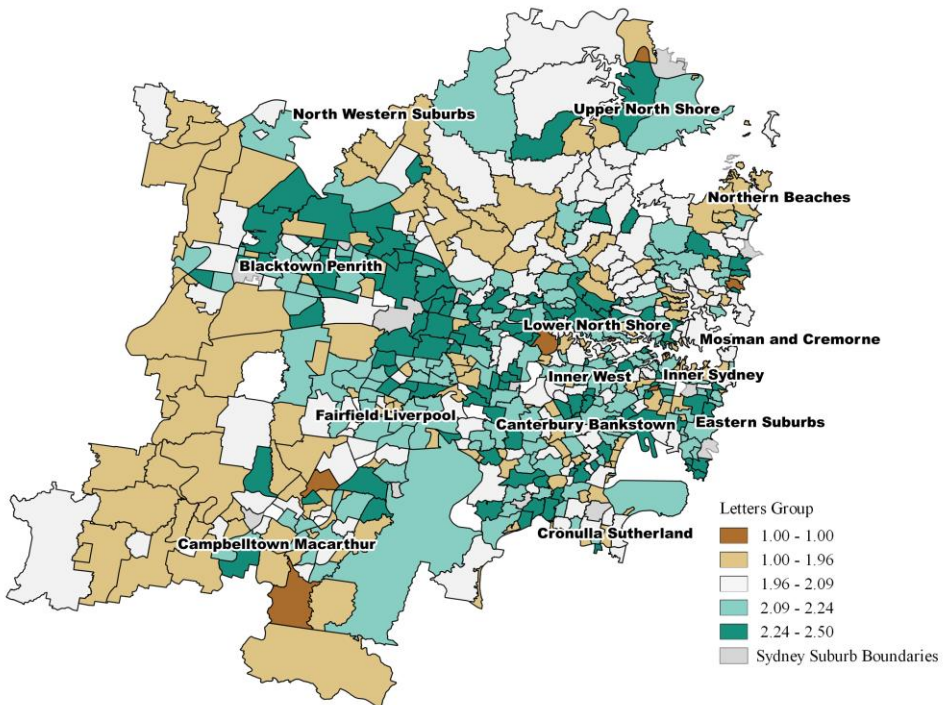 North Western Suburbs
Upper North Shore
Northern Beaches
Blacktown Penrith
Lower North Shore
Mosman and Cremorne
Inner West
Inner Sydney
Fairfield Liverpool
Canterbury Bankstown
Eastern Suburbs
Cronulla Sutherland
Campbelltown Macarthur
Letters Group
1.00 - 1.00
1.00 - 1.96
1.96 - 2.09
2.09 - 2.24
2.24 - 2.50
Sydney Suburb Boundaries